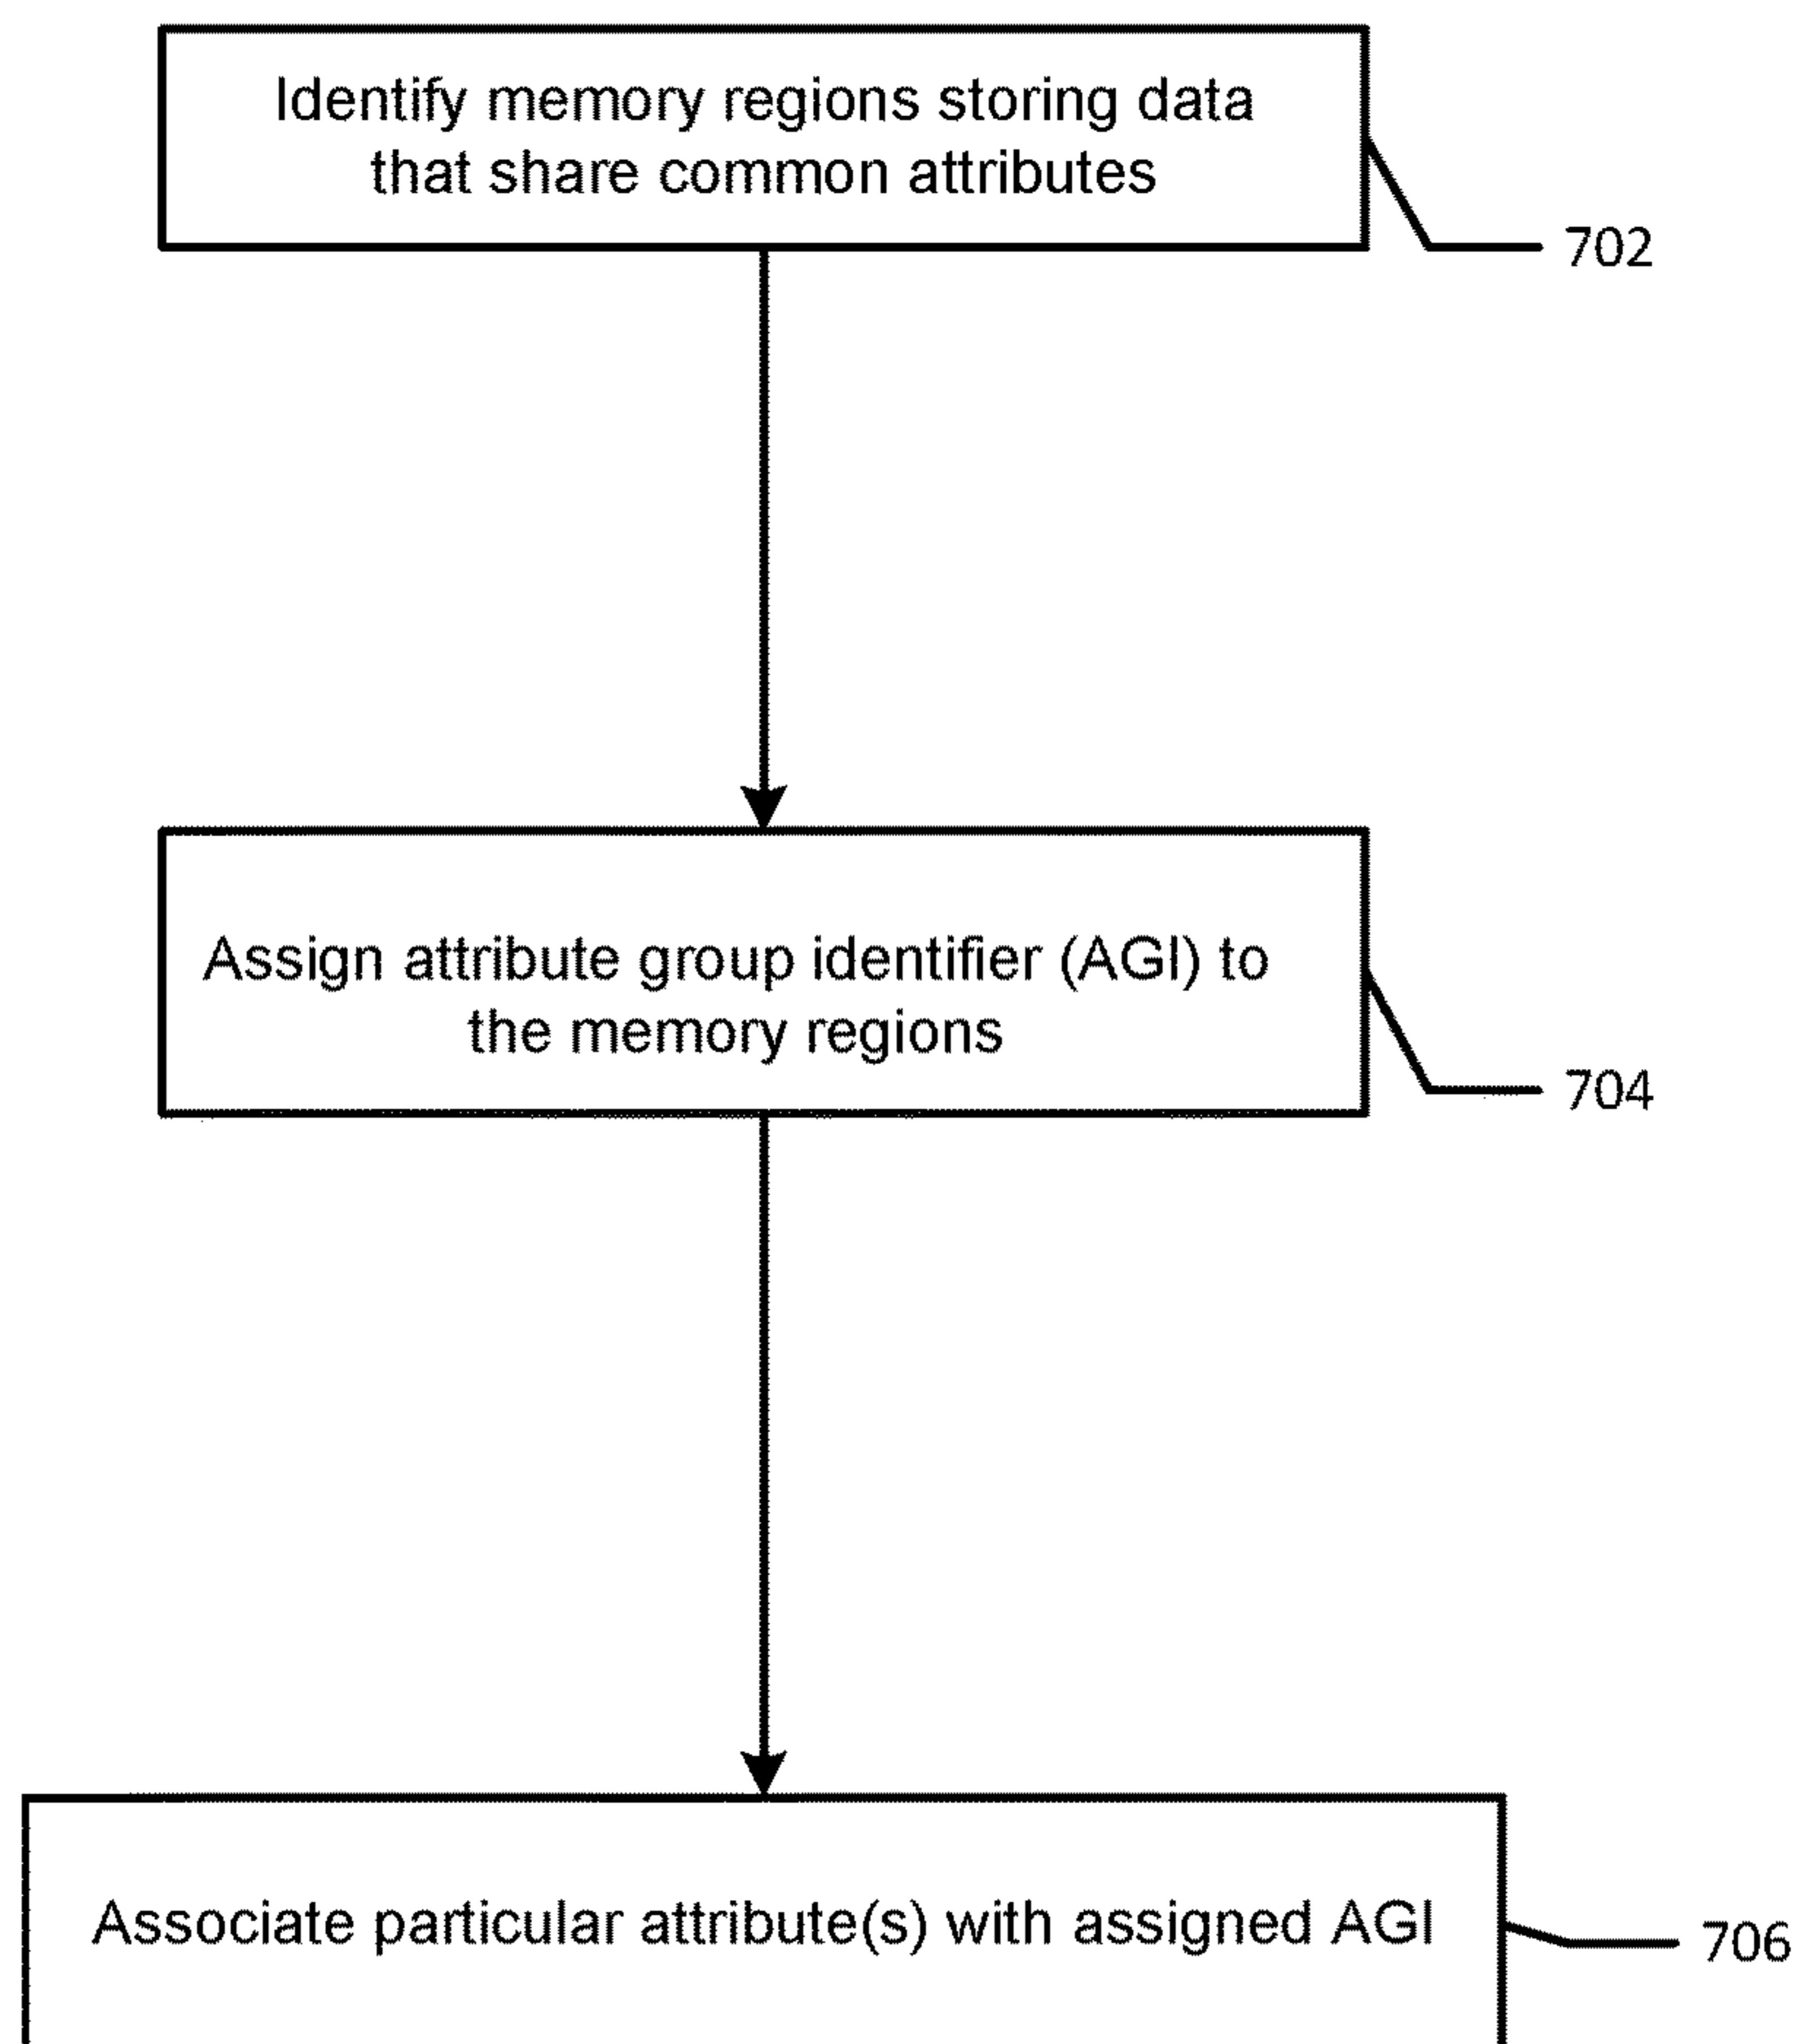 Identify memory regions storing data
that share common attributes
702
Assign attribute group identifier (AGI) to
the memory regions
704
Associate particular attribute(s) with assigned AGI
706